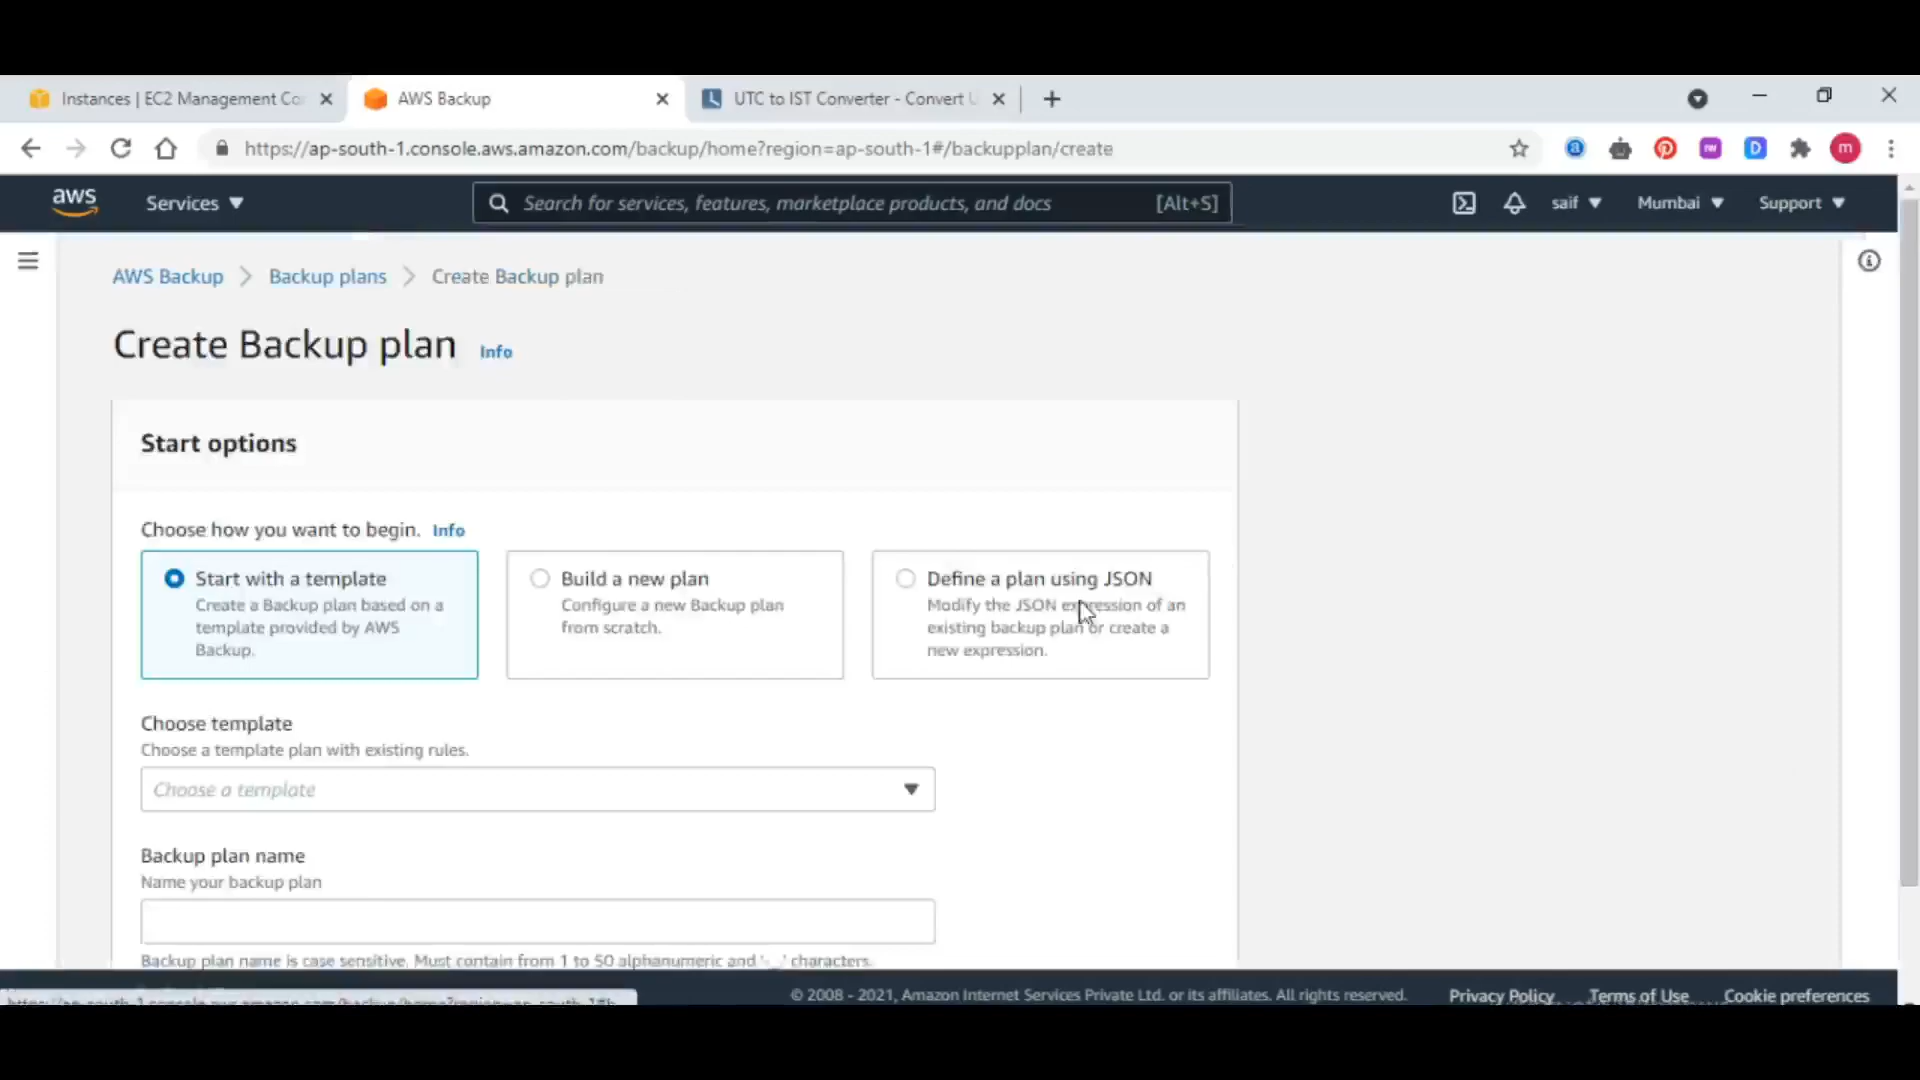 Instances | EC2 Management Co
AWS Backup
UTC to IST Converter - Convert U
https://ap-south-1.console.aws.amazon.com/backup/home?region=ap-south-1#/backupplan/create
m
aws
Services
Search for services, features, marketplace products, and docs
[Alt+S]
saif
Mumbai
Support
AWS Backup
Backup plans
Create Backup plan
Create Backup plan Info
Start options
Choose how you want to begin. Info
Start with a template
Create a Backup plan based on a
template provided by AWS
Backup.
Build a new plan
Configure a new Backup plan
from scratch.
Define a plan using JSON
Modify the JSON expression of an
existing backup plan or create a
new expression.
Choose template
Choose a template plan with existing rules.
Choose a template
Backup plan name
Name your backup plan
Backup plan name is case sensitive. Must contain from 1 to 50 alphanumeric and characters.
© 2008 - 2021, Amazon Internet Services Private Ltd. or its affiliates. All rights reserved.
Privacy Policy
Terms of Use
Cookie preferences